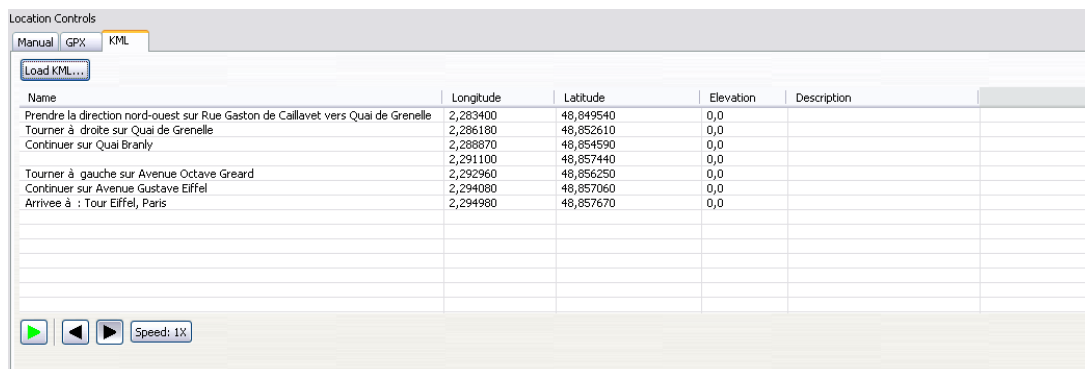 Location Controls
Manual GPX KML
Load KML...
Name Longitude Latitude Elevation Description
Prendre la direction nord-ouest sur Rue Gaston de Caillavet vers Quai de Grenelle 2,283400 48,849540 0,0
Tourner à droite sur Quai de Grenelle 2,286180 48,852610 0,0
Continuer sur Quai Branly 2,288870 48,854590 0,0
2,291100 48,857440 0,0
Tourner à gauche sur Avenue Octave Greard 2,292960 48,856250 0,0
Continuer sur Avenue Gustave Eiffel 2,294080 48,857060 0,0
Arrivee à : Tour Eiffel, Paris 2,294980 48,857670 0,0
Speed: 1X